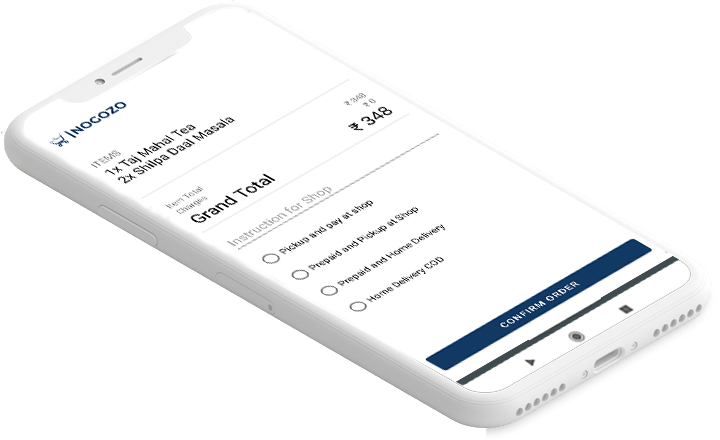 INOGOZO
ITEMS
1x Taj Mahal Tea
2x Shilpa Daal Masala
Item Total ₹ 348
Charges ₹ 0
Grand Total ₹ 348
Instruction for Shop
Pickup and pay at shop
Prepaid and Pickup at Shop
Prepaid and Home Delivery
Home Delivery COD
CONFIRM ORDER